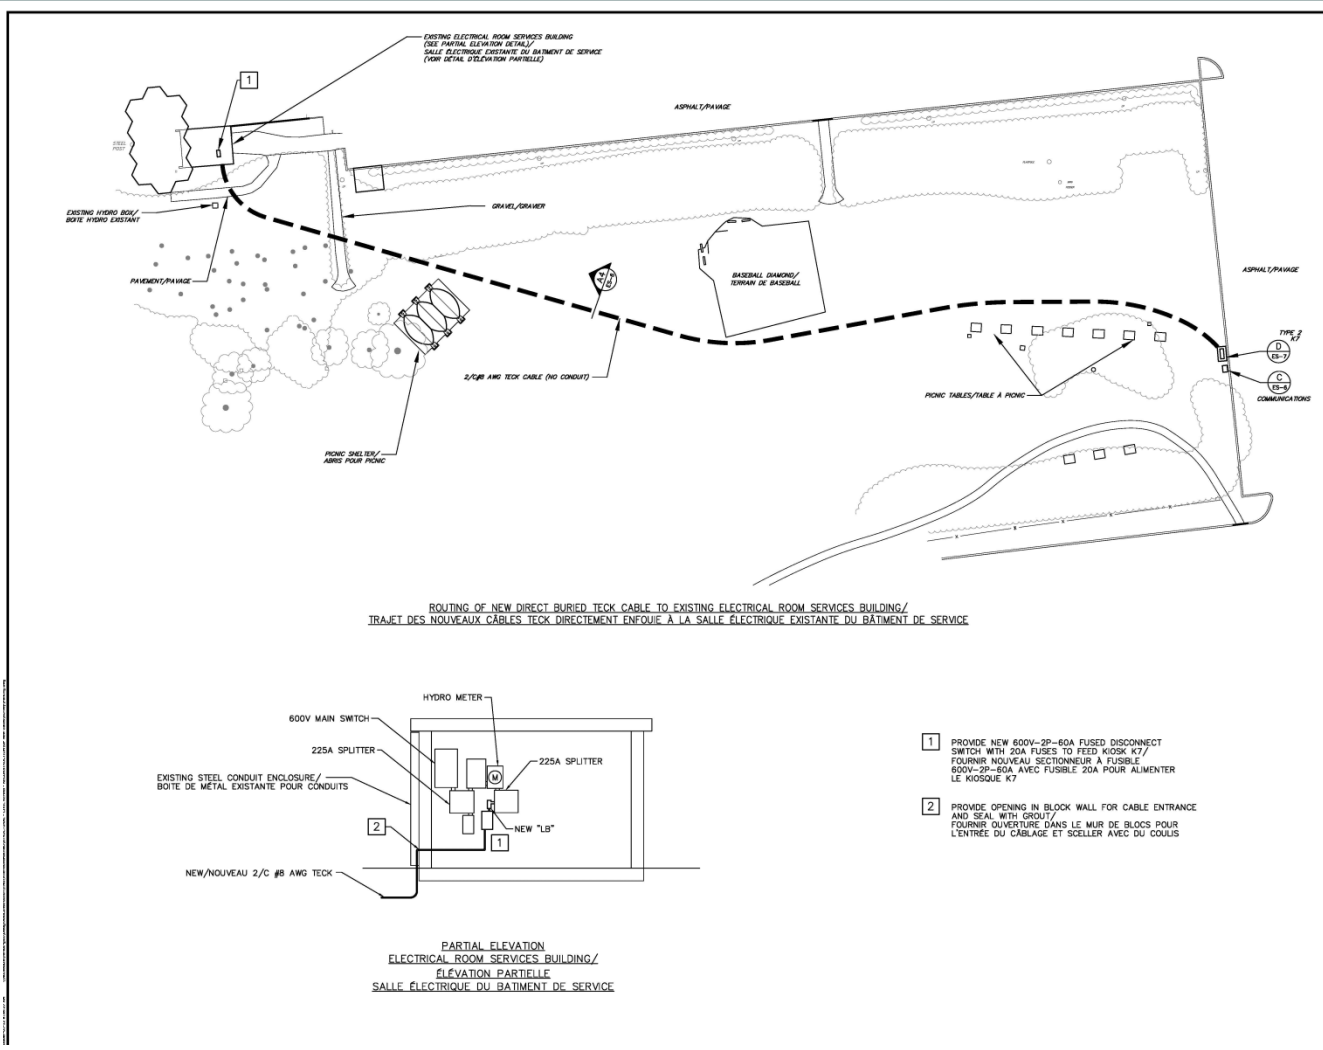 EXISTING ELECTRICAL ROOM SERVICES BUILDING
(SEE PARTIAL ELEVATION DETAIL)/
SALLE ÉLECTRIQUE EXISTANTE DU BATIMENT DE SERVICE
(VOIR DÉTAIL D'ÉLÉVATION PARTIELLE)
1
ASPHALT/PAVAGE
STEEL
POST
EXISTING HYDRO BOX/
BOITE HYDRO EXISTANT
GRAVEL/GRAVIER
PAVEMENT/PAVAGE
A4
ES-6
BASEBALL DIAMOND/
TERRAIN DE BASEBALL
ASPHALT/PAVAGE
TYPE 2
K7
D
ES-7
C
ES-6
COMMUNICATIONS
2/C#8 AWG TECK CABLE (NO CONDUIT)
PICNIC TABLES/TABLE À PICNIC
PICNIC SHELTER/
ABRIS POUR PICNIC
ROUTING OF NEW DIRECT BURIED TECK CABLE TO EXISTING ELECTRICAL ROOM SERVICES BUILDING/
TRAJET DES NOUVEAUX CÂBLES TECK DIRECTEMENT ENFOUIE À LA SALLE ÉLECTRIQUE EXISTANTE DU BÂTIMENT DE SERVICE
HYDRO METER
600V MAIN SWITCH
225A SPLITTER
225A SPLITTER
M
EXISTING STEEL CONDUIT ENCLOSURE/
BOITE DE MÉTAL EXISTANTE POUR CONDUITS
NEW "LB"
2
1
NEW/NOUVEAU 2/C #8 AWG TECK
PARTIAL ELEVATION
ELECTRICAL ROOM SERVICES BUILDING/
ÉLÉVATION PARTIELLE
SALLE ÉLECTRIQUE DU BATIMENT DE SERVICE
1 PROVIDE NEW 600V-2P-60A FUSED DISCONNECT
SWITCH WITH 20A FUSES TO FEED KIOSK K7/
FOURNIR NOUVEAU SECTIONNEUR À FUSIBLE
600V-2P-60A AVEC FUSIBLE 20A POUR ALIMENTER
LE KIOSQUE K7
2 PROVIDE OPENING IN BLOCK WALL FOR CABLE ENTRANCE
AND SEAL WITH GROUT/
FOURNIR OUVERTURE DANS LE MUR DE BLOCS POUR
L'ENTRÉE DU CÂBLAGE ET SCELLER AVEC DU COULIS